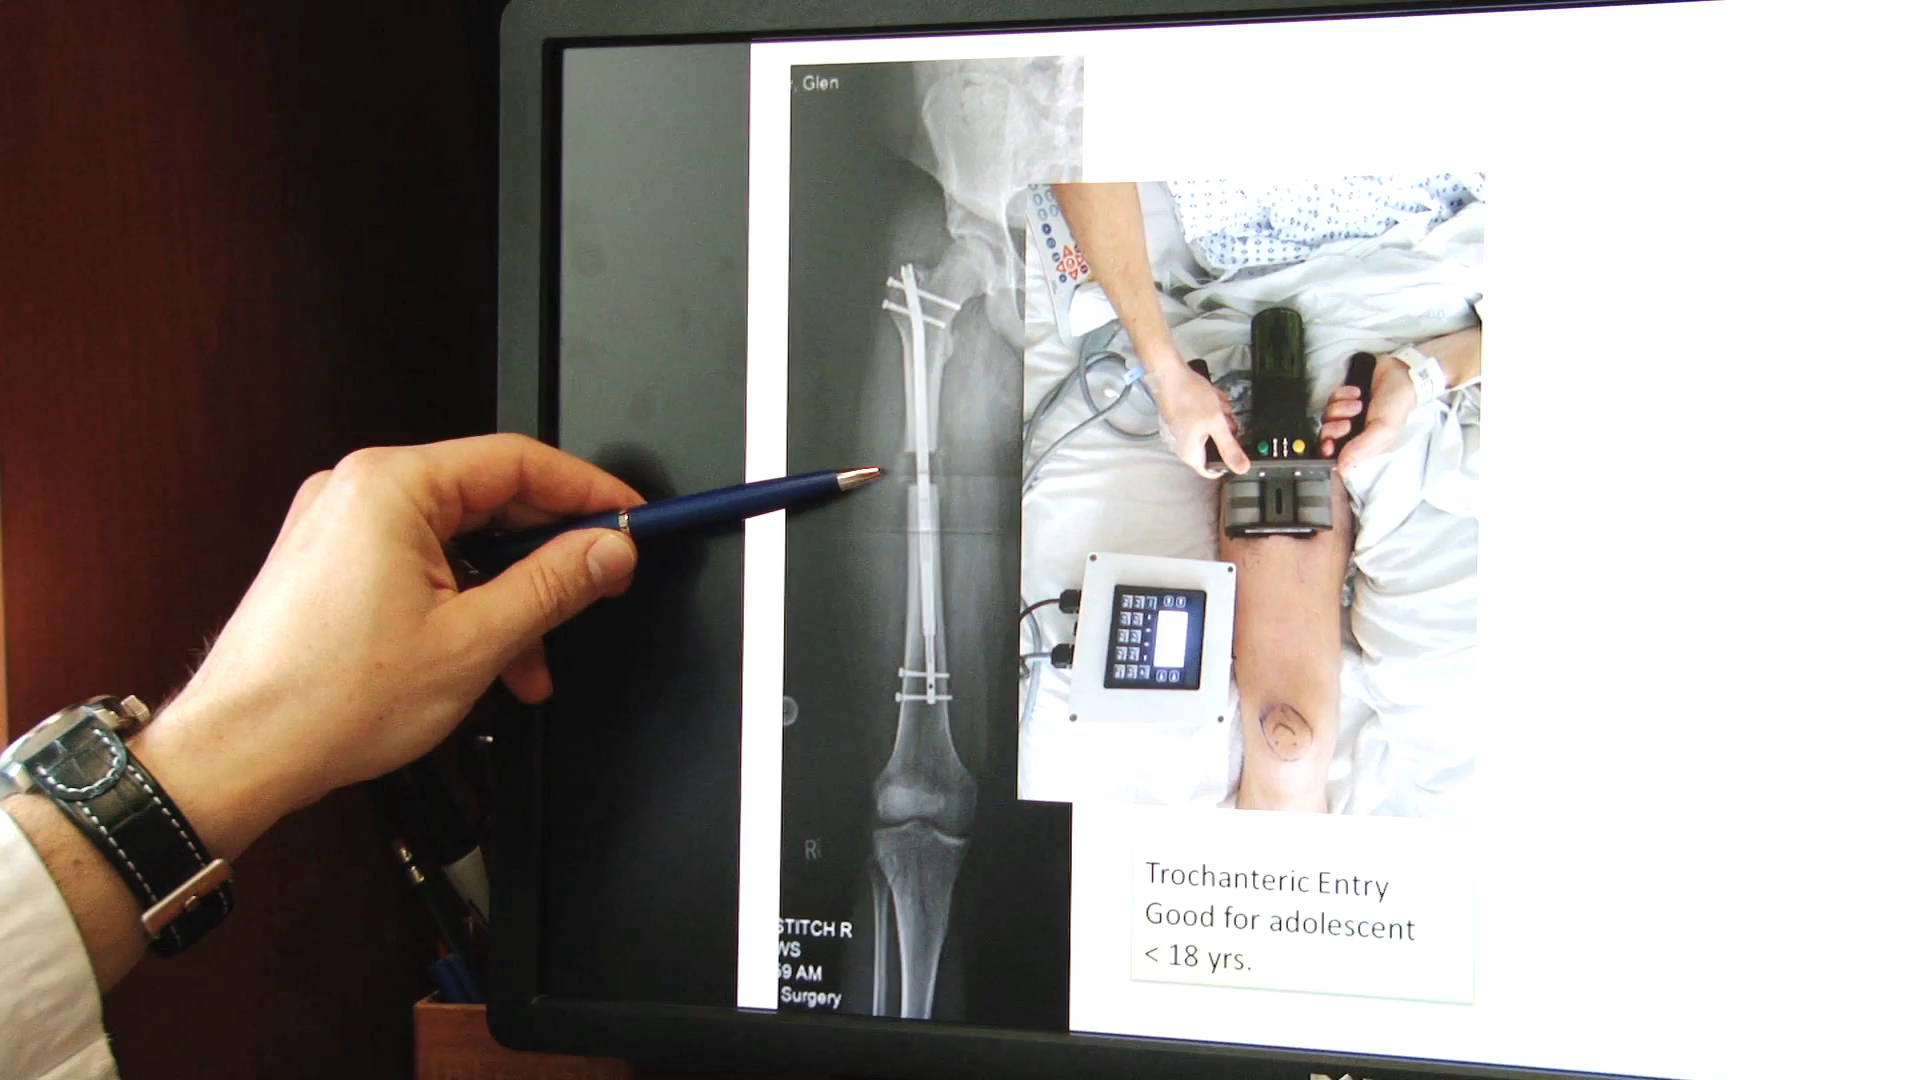 , Glen
R
STITCH R
WS
59 AM
Surgery
Trochanteric Entry
Good for adolescent
< 18 yrs.